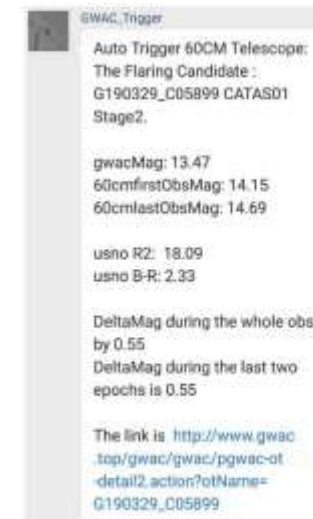 GWAC_Trigger
Auto Trigger 60CM Telescope:
The Flaring Candidate :
G190329_C05899 CATAS01
Stage2.
gwacMag: 13.47
60cmfirstObsMag: 14.15
60cmlastObsMag: 14.69
usno R2: 18.09
usno B-R: 2.33
DeltaMag during the whole obs
by 0.55
DeltaMag during the last two
epochs is 0.55
The link is http://www.gwac
.top/gwac/gwac/pgwac-ot
-detail2.action?otName=
G190329_C05899